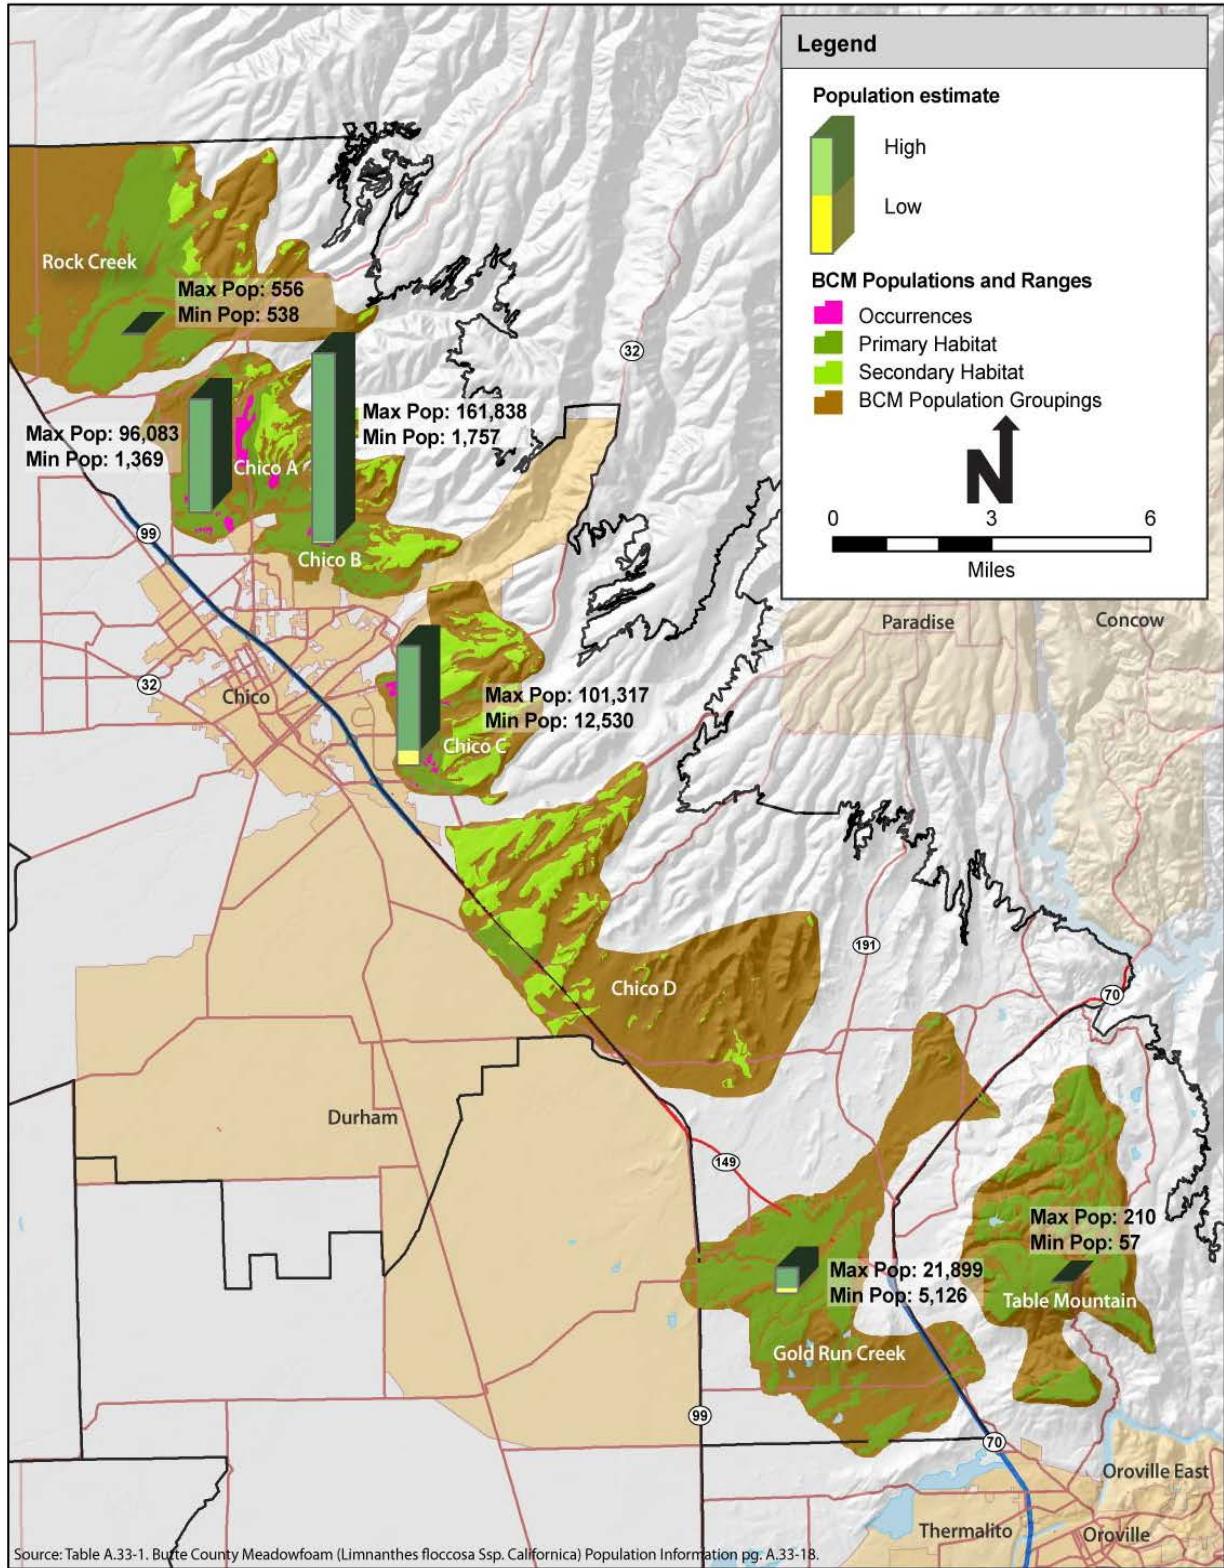 Legend
Population estimate
High
Low
BCM Populations and Ranges
Occurrences
Primary Habitat
Secondary Habitat
BCM Population Groupings
N
0 3 6
Miles
Rock Creek
Max Pop: 556
Min Pop: 538
32
Max Pop: 161,838
Min Pop: 1,757
Max Pop: 96,083
Min Pop: 1,369
Chico A
99
Chico B
Paradise
Concow
32
Chico
Max Pop: 101,317
Min Pop: 12,530
Chico C
191
Chico D
70
Durham
149
Max Pop: 210
Min Pop: 57
Max Pop: 21,899
Min Pop: 5,126
Table Mountain
Gold Run Creek
99
70
Oroville East
Thermalito
Oroville
Source: Table A.33-1. Butte County Meadowfoam (Limnanthes floccosa Ssp. Californica) Population Information pg. A.33-18.